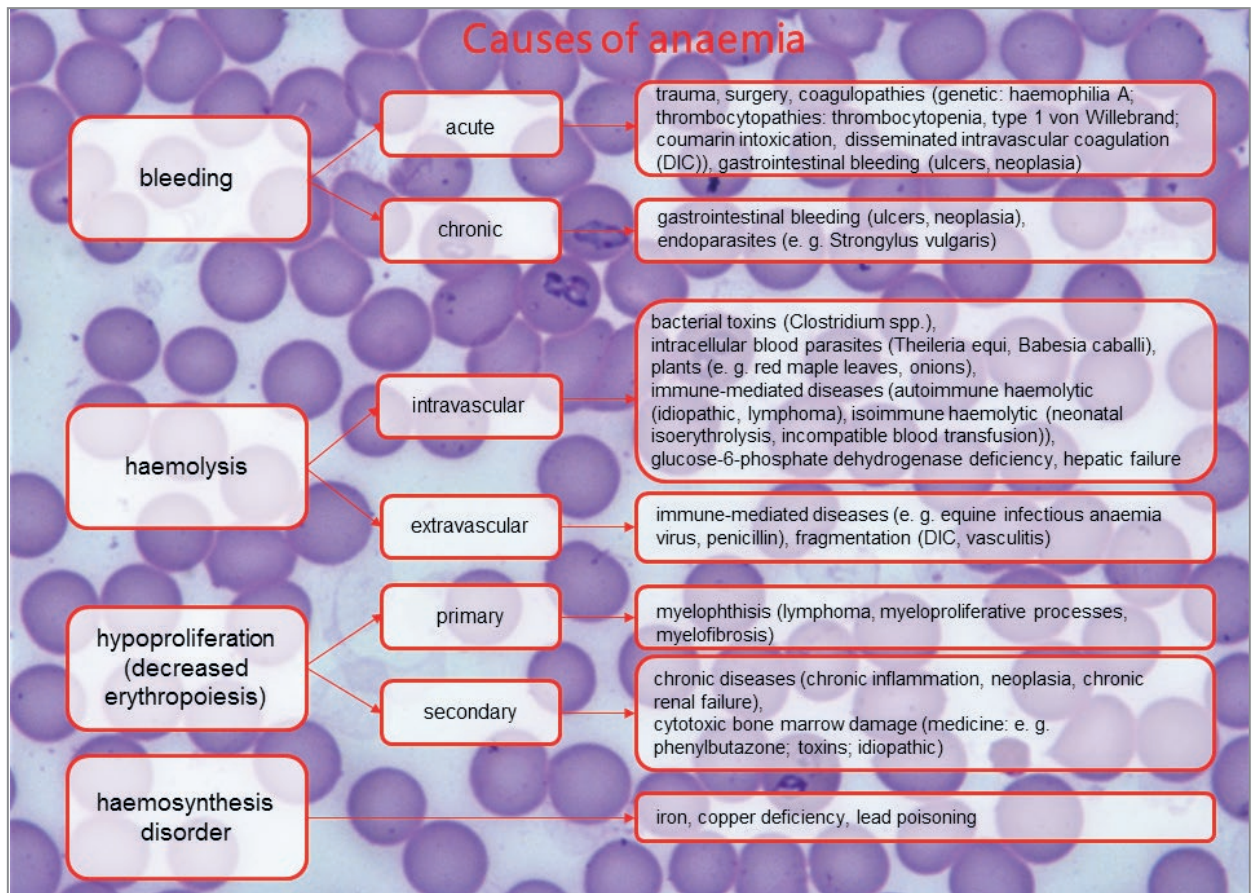 Causes of anaemia
bleeding
acute
trauma, surgery, coagulopathies (genetic: haemophilia A;
thrombocytopathies: thrombocytopenia, type 1 von Willebrand;
coumarin intoxication, disseminated intravascular coagulation
(DIC)), gastrointestinal bleeding (ulcers, neoplasia)
chronic
gastrointestinal bleeding (ulcers, neoplasia),
endoparasites (e. g. Strongylus vulgaris)
haemolysis
intravascular
bacterial toxins (Clostridium spp.),
intracellular blood parasites (Theileria equi, Babesia caballi),
plants (e. g. red maple leaves, onions),
immune-mediated diseases (autoimmune haemolytic
(idiopathic, lymphoma), isoimmune haemolytic (neonatal
isoerythrolysis, incompatible blood transfusion)),
glucose-6-phosphate dehydrogenase deficiency, hepatic failure
extravascular
immune-mediated diseases (e. g. equine infectious anaemia
virus, penicillin), fragmentation (DIC, vasculitis)
hypoproliferation
(decreased
erythropoiesis)
primary
myelophthisis (lymphoma, myeloproliferative processes,
myelofibrosis)
secondary
chronic diseases (chronic inflammation, neoplasia, chronic
renal failure),
cytotoxic bone marrow damage (medicine: e. g.
phenylbutazone; toxins; idiopathic)
haemosynthesis
disorder
iron, copper deficiency, lead poisoning